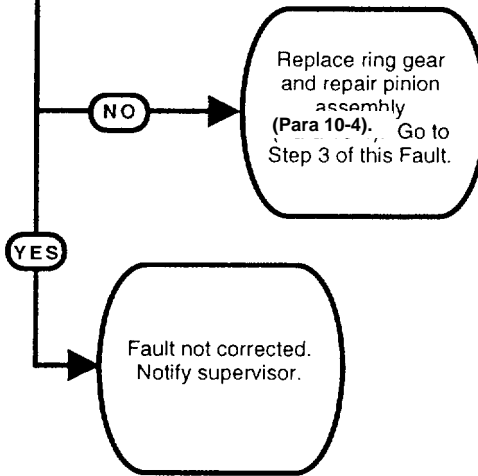 Replace ring gear
and repair pinion
assembly
(Para 10-4). Go to
Step 3 of this Fault.
NO
YES
Fault not corrected.
Notify supervisor.